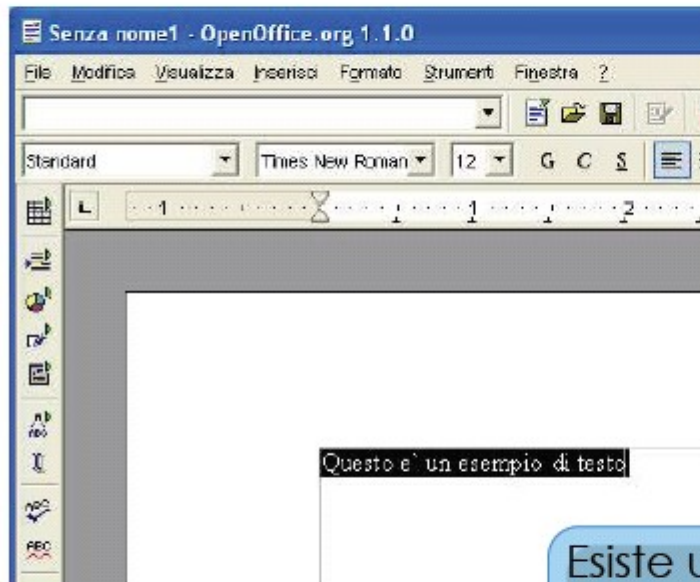 Senza nome1 - OpenOffice.org 1.1.0
File Modifica Visualizza Inserisci Formato Strumenti Finestra ?
Standard Times New Roman 12 G C S
L 1 1 2
Questo e` un esempio di testo
Esiste u